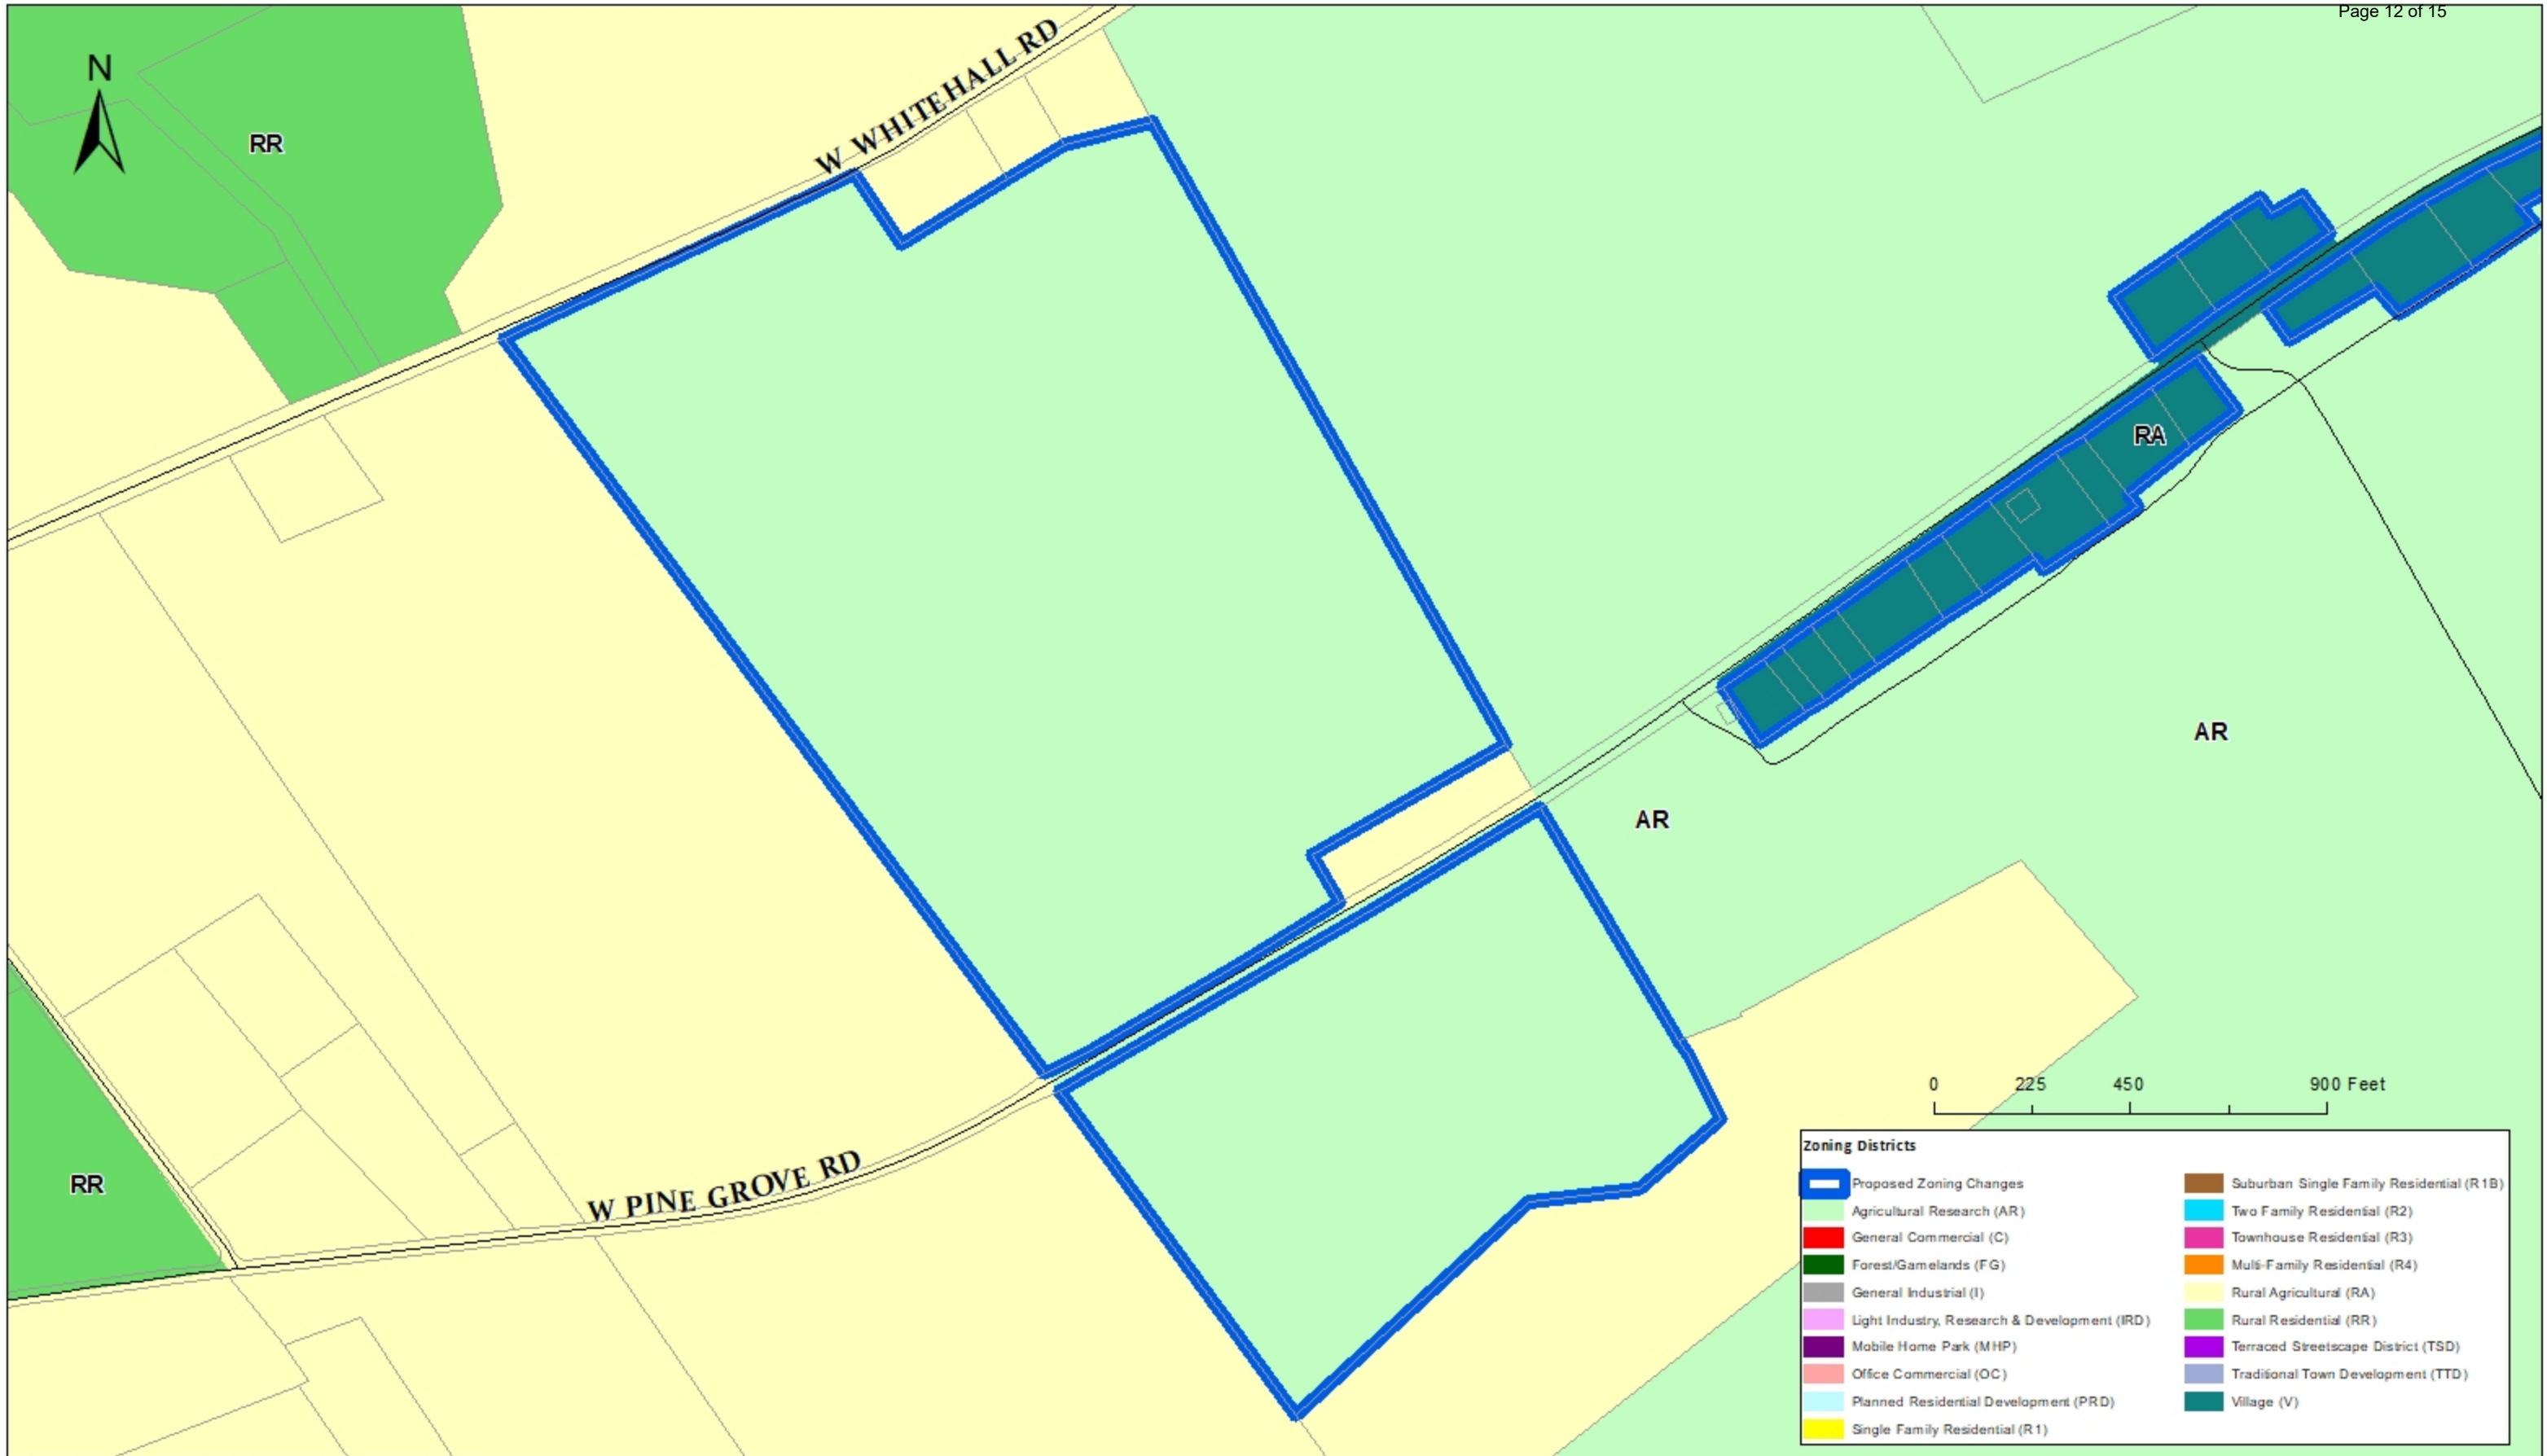 Page 12 of 15
N
W WHITEHALL RD
RR
RA
AR
AR
W PINE GROVE RD
RR
0 225 450 900 Feet
Zoning Districts
Proposed Zoning Changes
Agricultural Research (AR)
General Commercial (C)
Forest/Gamelands (FG)
General Industrial (I)
Light Industry, Research & Development (IRD)
Mobile Home Park (MHP)
Office Commercial (OC)
Planned Residential Development (PRD)
Single Family Residential (R1)
Suburban Single Family Residential (R1B)
Two Family Residential (R2)
Townhouse Residential (R3)
Multi-Family Residential (R4)
Rural Agricultural (RA)
Rural Residential (RR)
Terraced Streetscape District (TSD)
Traditional Town Development (TTD)
Village (V)